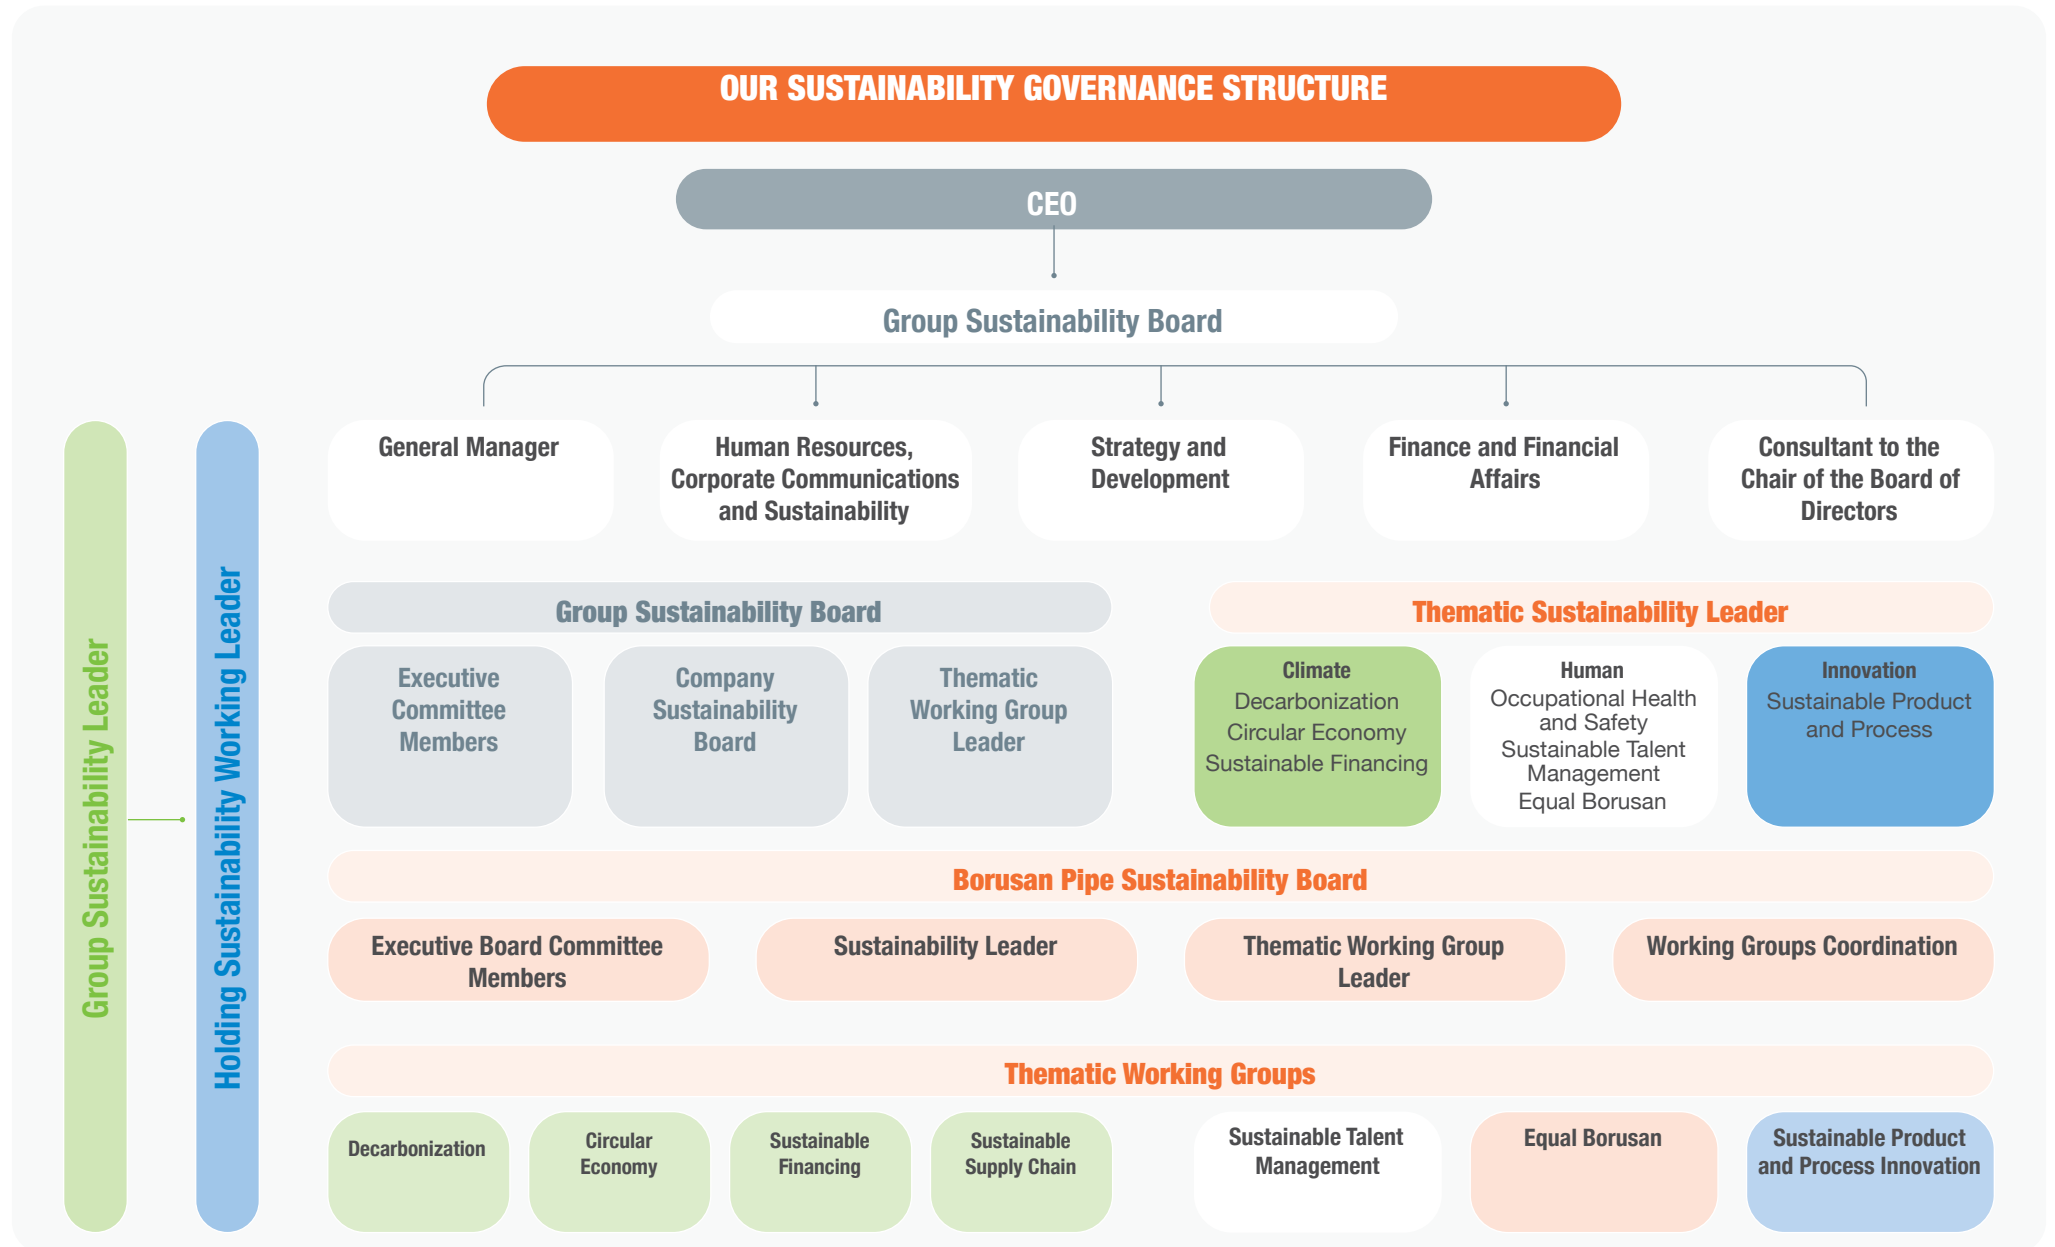 OUR SUSTAINABILITY GOVERNANCE STRUCTURE
CEO
Group Sustainability Board
General Manager
Human Resources,
Corporate Communications
and Sustainability
Strategy and
Development
Finance and Financial
Affairs
Consultant to the
Chair of the Board of
Directors
Group Sustainability Leader
Holding Sustainability Working Leader
Group Sustainability Board
Executive
Committee
Members
Company
Sustainability
Board
Thematic
Working Group
Leader
Thematic Sustainability Leader
Climate
Decarbonization
Circular Economy
Sustainable Financing
Human
Occupational Health
and Safety
Sustainable Talent
Management
Equal Borusan
Innovation
Sustainable Product
and Process
Borusan Pipe Sustainability Board
Executive Board Committee
Members
Sustainability Leader
Thematic Working Group
Leader
Working Groups Coordination
Thematic Working Groups
Decarbonization
Circular
Economy
Sustainable
Financing
Sustainable
Supply Chain
Sustainable Talent
Management
Equal Borusan
Sustainable Product
and Process Innovation